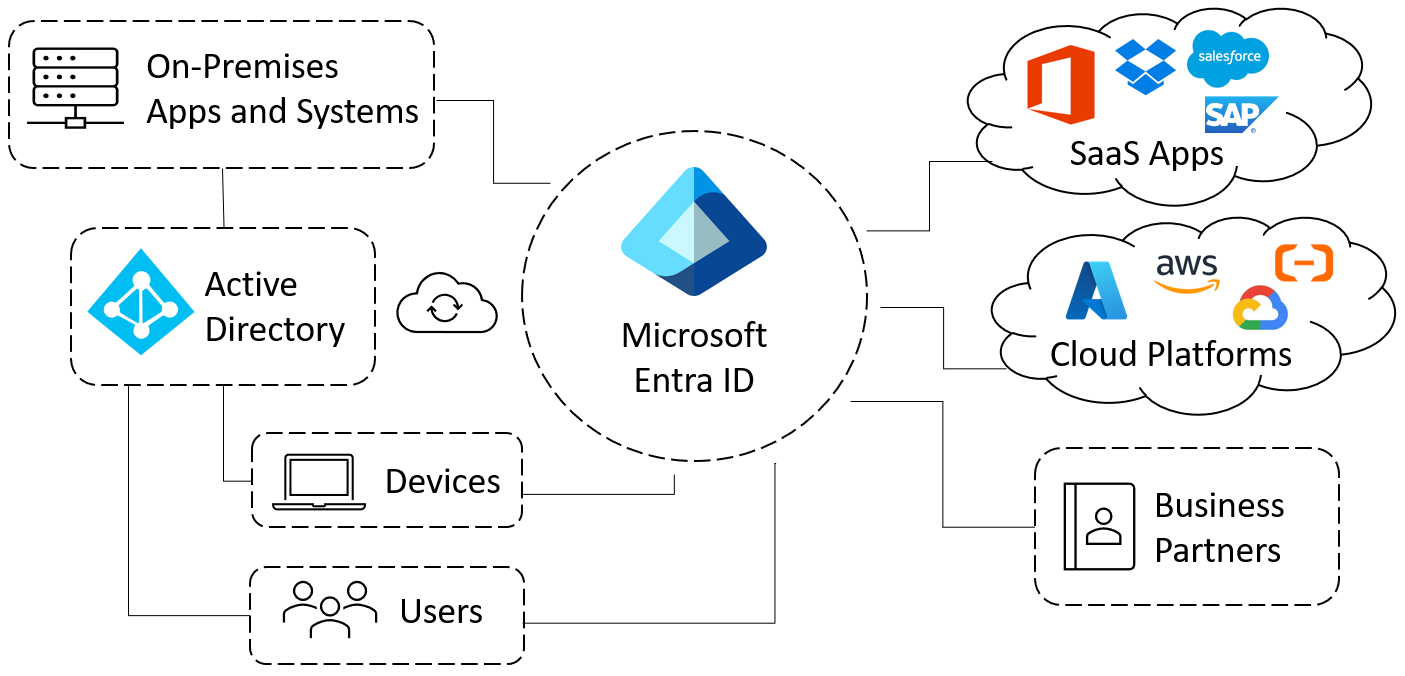 On-Premises
Apps and Systems
Active
Directory
Microsoft
Entra ID
Devices
Users
salesforce
SAP
SaaS Apps
aws
Cloud Platforms
Business
Partners